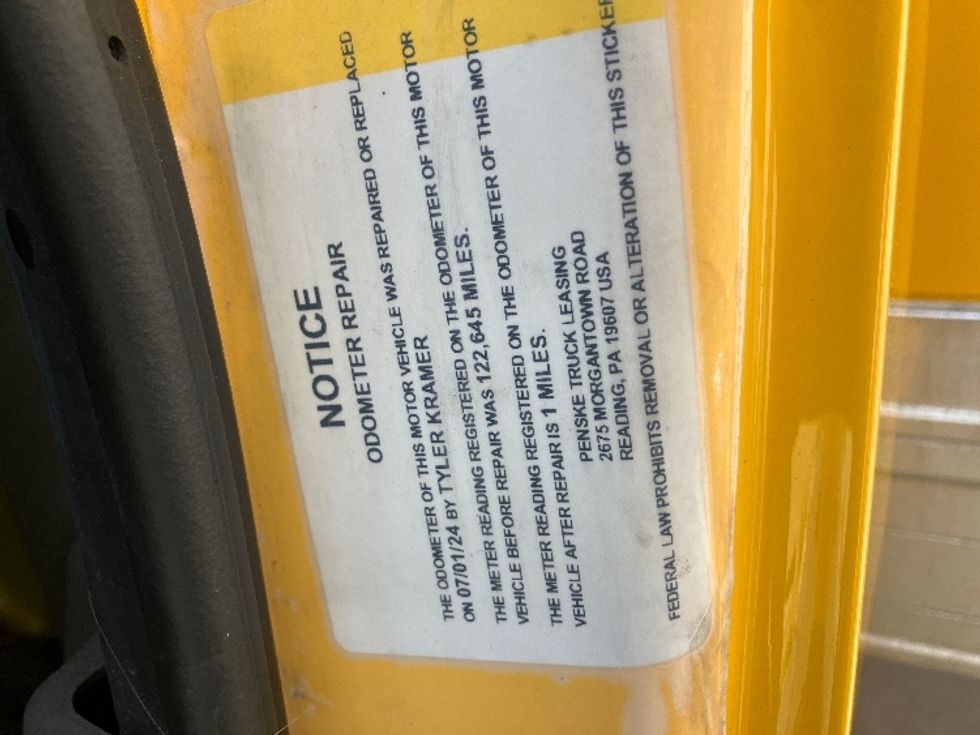 NOTICE
ODOMETER REPAIR
THE ODOMETER OF THIS MOTOR VEHICLE WAS REPAIRED OR REPLACED
ON 07/01/24 BY TYLER KRAMER
THE METER READING REGISTERED ON THE ODOMETER OF THIS MOTOR
VEHICLE BEFORE REPAIR WAS 122,645 MILES.
THE METER READING REGISTERED ON THE ODOMETER OF THIS MOTOR
VEHICLE AFTER REPAIR IS 1 MILES.
PENSKE TRUCK LEASING
2675 MORGANTOWN ROAD
READING, PA 19607 USA
FEDERAL LAW PROHIBITS REMOVAL OR ALTERATION OF THIS STICKER